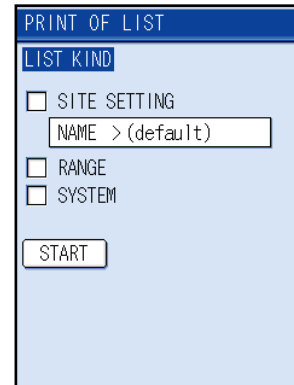 PRINT OF LIST
LIST KIND
SITE SETTING
NAME >(default)
RANGE
SYSTEM
START